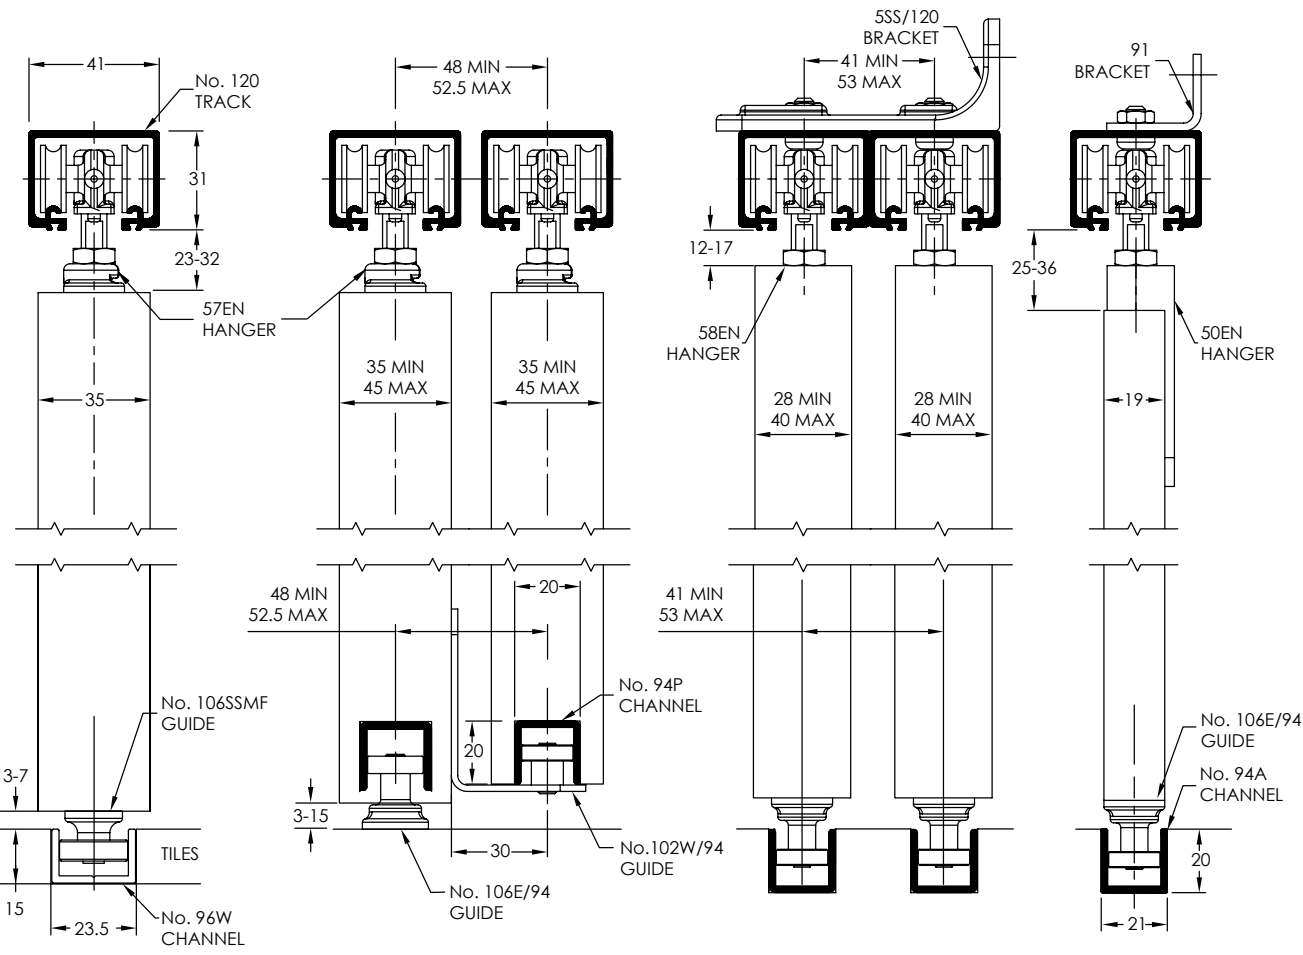 5SS/120
BRACKET
41
48 MIN
52.5 MAX
41 MIN
53 MAX
91
BRACKET
No. 120
TRACK
31
23-32
12-17
25-36
57EN
HANGER
58EN
HANGER
50EN
HANGER
35
35 MIN
45 MAX
35 MIN
45 MAX
28 MIN
40 MAX
28 MIN
40 MAX
19
48 MIN
52.5 MAX
20
41 MIN
53 MAX
No. 106SSMF
GUIDE
No. 94P
CHANNEL
20
No. 106E/94
GUIDE
3-7
3-15
No. 94A
CHANNEL
TILES
30
No.102W/94
GUIDE
20
15
No. 106E/94
GUIDE
No. 96W
CHANNEL
23.5
21